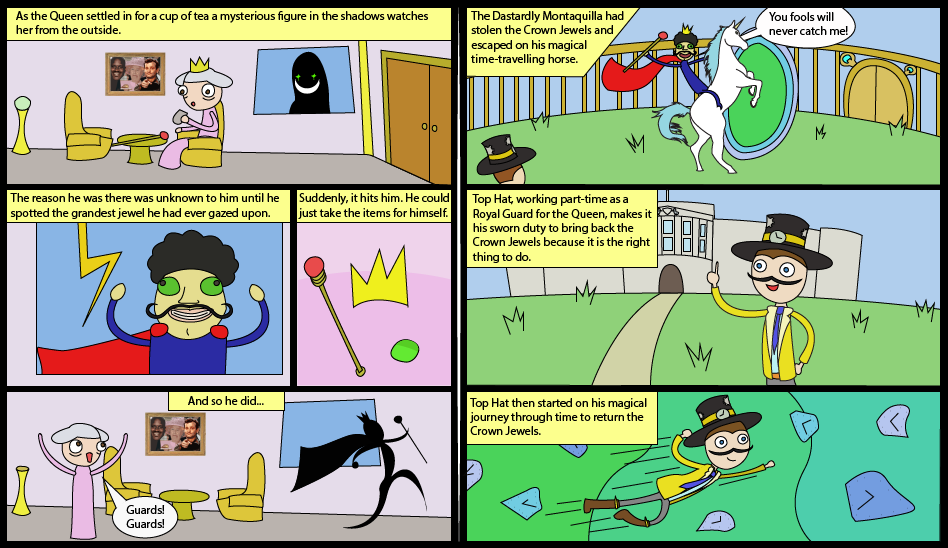 As the Queen settled in for a cup of tea a mysterious figure in the shadows watches
her from the outside.
The reason he was there was unknown to him until he
spotted the grandest jewel he had ever gazed upon.
Suddenly, it hits him. He could
just take the items for himself.
And so he did...
Guards!
Guards!
The Dastardly Montaquilla had
stolen the Crown Jewels and
escaped on his magical
time-travelling horse.
You fools will
never catch me!
Top Hat, working part-time as a
Royal Guard for the Queen, makes it
his sworn duty to bring back the
Crown Jewels because it is the right
thing to do.
Top Hat then started on his magical
journey through time to return the
Crown Jewels.